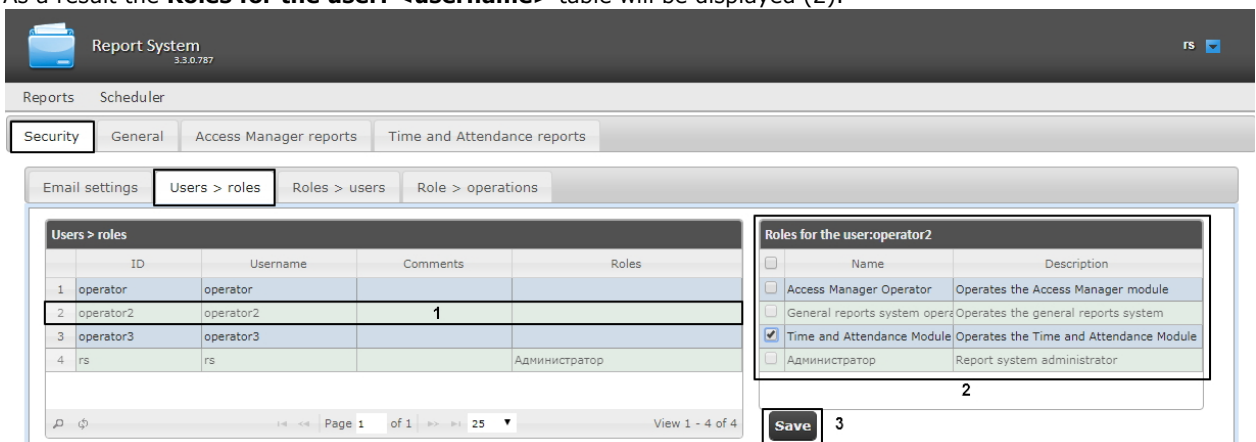 As a result the Roles for the user: <username> table will be displayed (2).
Report System
3.3.0.787
rs
Reports Scheduler
Security General Access Manager reports Time and Attendance reports
Email settings Users > roles Roles > users Role > operations
Users > roles
ID Username Comments Roles
1 operator operator
2 operator2 operator2 1
3 operator3 operator3
4 rs rs Администратор
Page 1 of 1 25 View 1 - 4 of 4
Roles for the user:operator2
Name Description
Access Manager Operator Operates the Access Manager module
General reports system opera Operates the general reports system
Time and Attendance Module Operates the Time and Attendance Module
Администратор Report system administrator
2
Save 3